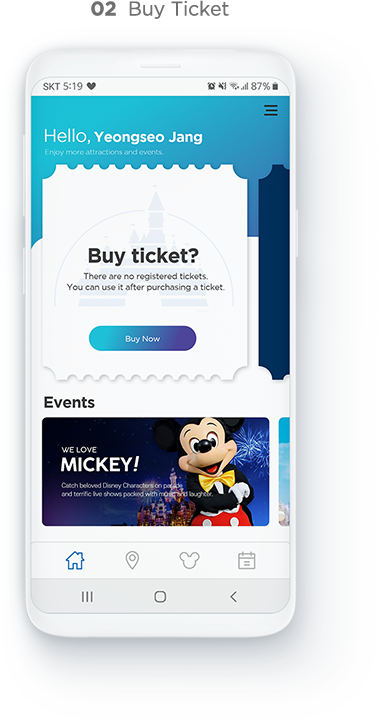 02 Buy Ticket
SKT 5:19
87%
Hello, Yeongseo Jang
Enjoy more attractions and events.
Buy ticket?
There are no registered tickets.
You can use it after purchasing a ticket.
Buy Now
Events
WE LOVE
MICKEY!
Catch beloved Disney Characters on parade
and terrific live shows packed with music and laughter.